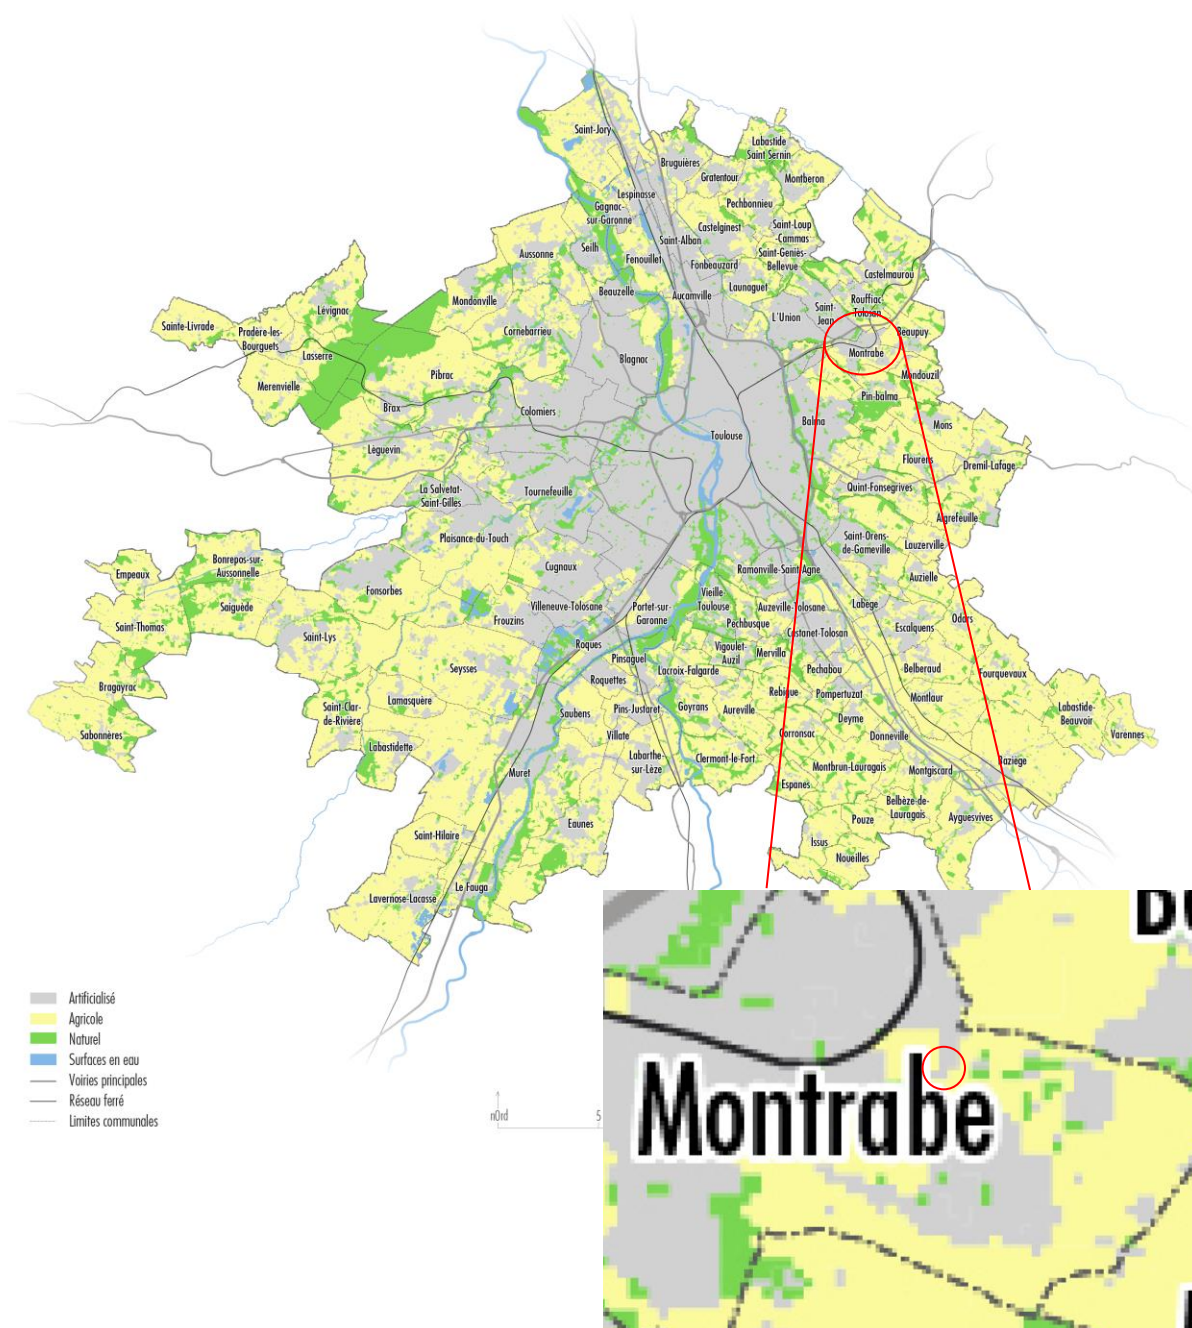 Saint-Jory
Labastide
Saint Sernin
Bruguières
Gratentour
Montberon
Lespinasse
Pechbonnieu
Gagnac-
sur-Garonne
Castelginest
Saint-Loup
Cammas
Saint-Alban
Seilh
Aussonne
Fenouillet
Fonbeauzard
Saint-Geniès-
Bellevue
Castelmaurou
Launaguet
Beauzelle
Aucamville
Mondonville
Rouffiac-
Tolosan
Saint-
Jean
L'Union
Lévignac
Sainte-Livrade
Pradère-les-
Bourguets
Cornebarrieu
Beaupuy
Lasserre
Blagnac
Montrabe
Pibrac
Mondouzil
Merenvielle
Pin-balma
Brax
Colomiers
Balma
Mons
Toulouse
Léguevin
Flourens
Dremil-Lafage
La Salvetat-
Saint-Gilles
Tournefeuille
Quint-Fonsegrives
Aigrefeuille
Plaisance-du-Touch
Saint-Orens-
de-Gameville
Lauzerville
Bonrepos-sur-
Aussonnelle
Cugnaux
Ramonville-Saint-Agne
Empeaux
Auzielle
Fonsorbes
Vieille
Toulouse
Saiguède
Villeneuve-Tolosane
Portet-sur-
Garonne
Auzeville-Tolosane
Labège
Frouzins
Pechbusque
Odars
Saint-Thomas
Saint-Lys
Escalquens
Castanet-Tolosan
Roques
Vigoulet-
Auzil
Mervilla
Pinsaguel
Seysses
Lacroix-Falgarde
Pechabou
Belberaud
Fourquevaux
Roquettes
Bragayrac
Rebigue
Pompertuzat
Montlaur
Lamasquère
Saint-Clar-
de-Rivière
Saubens
Pins-Justaret
Goyrans
Aureville
Labastide-
Beauvoir
Deyme
Sabonnères
Corronsac
Donneville
Varennes
Villate
Labastidette
Labarthe-
sur-Lèze
Clermont-le-Fort
Baziège
Montbrun-Lauragais
Montgiscard
Muret
Espanes
Belbèze-de-
Lauragais
Pouze
Ayguesvives
Eaunes
Saint-Hilaire
Issus
Noueilles
Le Fauga
Lavernose-Lacasse
Artificialisé
Agricole
Naturel
Surfaces en eau
Voiries principales
Réseau ferré
Limites communales
nOrd
5
Montrabe